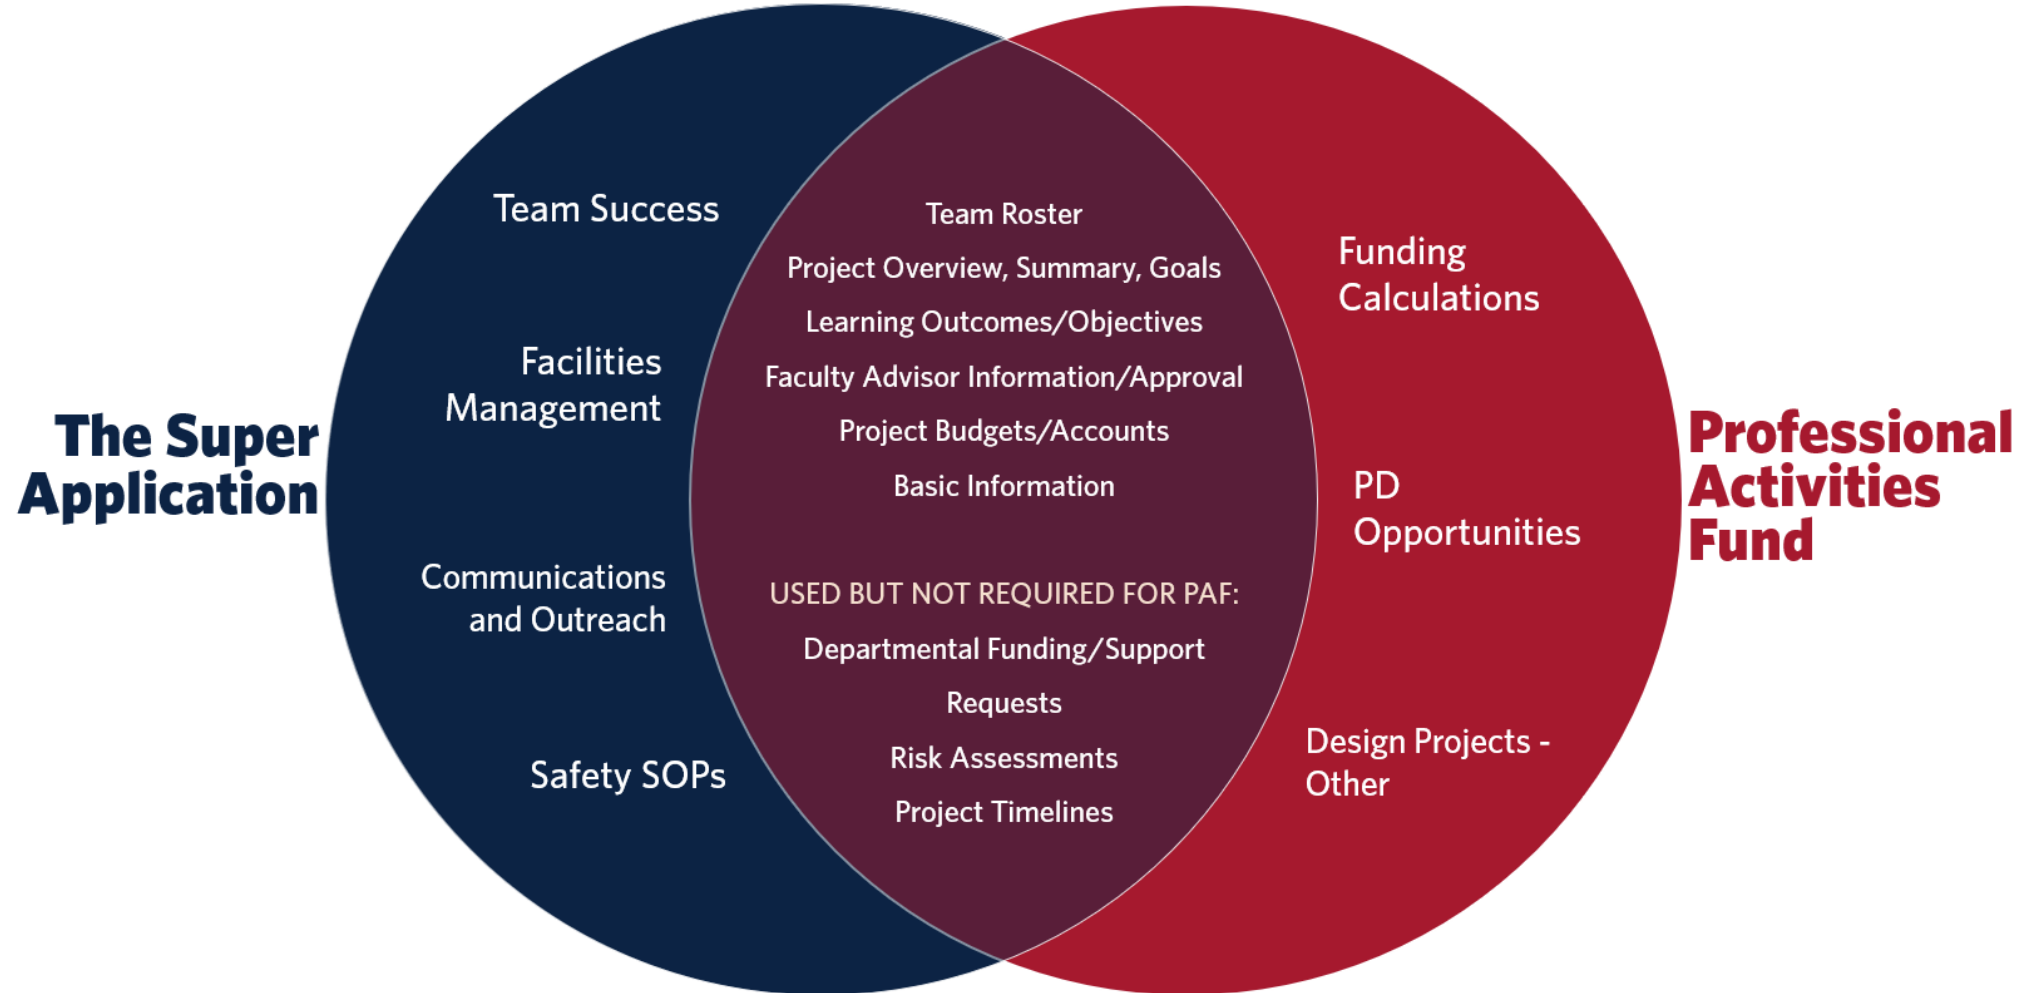 The Super
Application
Team Success
Facilities
Management
Communications
and Outreach
Safety SOPs
Team Roster
Project Overview, Summary, Goals
Learning Outcomes/Objectives
Faculty Advisor Information/Approval
Project Budgets/Accounts
Basic Information
USED BUT NOT REQUIRED FOR PAF:
Departmental Funding/Support
Requests
Risk Assessments
Project Timelines
Funding
Calculations
PD
Opportunities
Design Projects -
Other
Professional
Activities
Fund